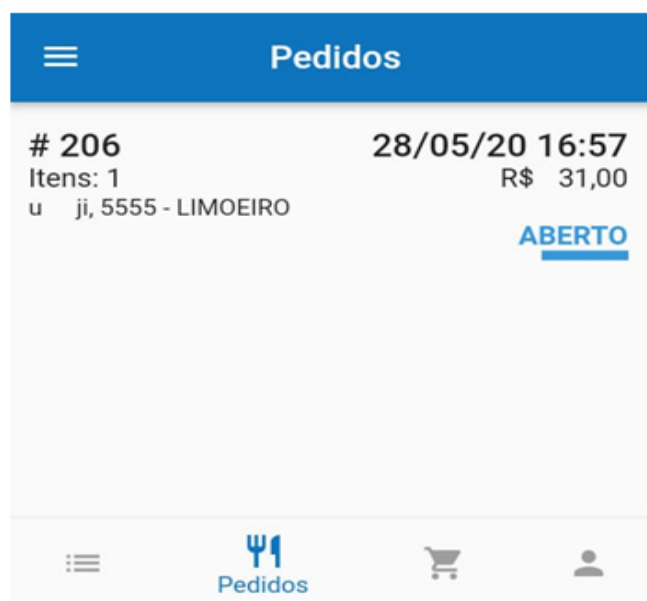 Pedidos
# 206 28/05/20 16:57
Itens: 1 R$ 31,00
u ji, 5555 - LIMOEIRO
ABERTO
Pedidos